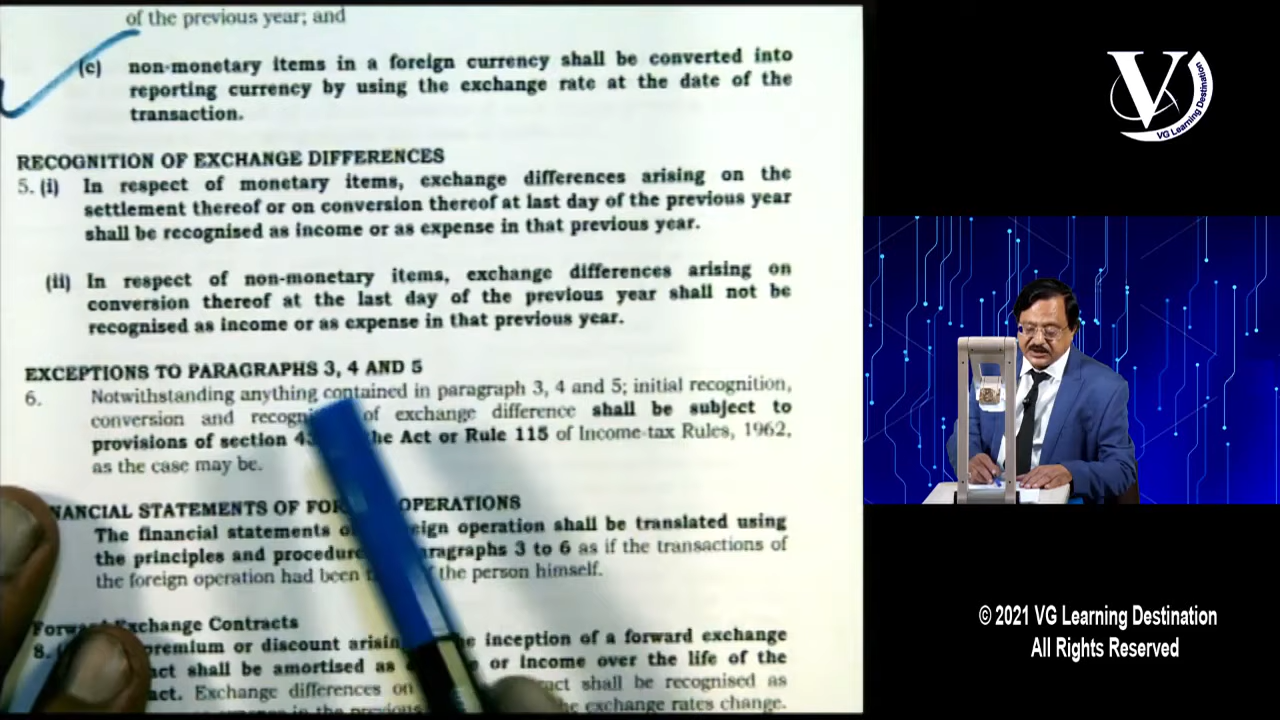 of the previous year; and
(c) non-monetary items in a foreign currency shall be converted into
reporting currency by using the exchange rate at the date of the
transaction.
RECOGNITION OF EXCHANGE DIFFERENCES
5. (i) In respect of monetary items, exchange differences arising on the
settlement thereof or on conversion thereof at last day of the previous year
shall be recognised as income or as expense in that previous year.
(ii) In respect of non-monetary items, exchange differences arising on
conversion thereof at the last day of the previous year shall not be
recognised as income or as expense in that previous year.
EXCEPTIONS TO PARAGRAPHS 3, 4 AND 5
6. Notwithstanding anything contained in paragraph 3, 4 and 5; initial recognition,
conversion and of exchange difference shall be subject to
provisions of section the Act or Rule 115 of Income-tax Rules, 1962,
as the case may be.
STATEMENTS OF OPERATIONS
The financial statements operation shall be translated using
the principles and 3 to 6 as if the transactions of
the foreign operation had been the person himself.
Exchange Contracts
8. premium or discount inception of a forward exchange
shall be amortised as or income over the life of the
Exchange differences on shall be recognised as
the exchange rates change.
V
VG Learning Destination
© 2021 VG Learning Destination
All Rights Reserved